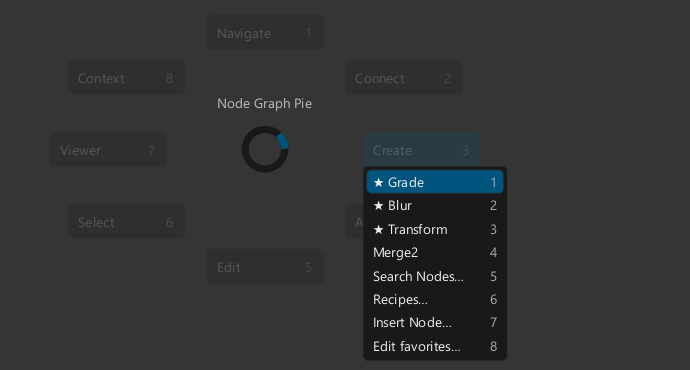 Navigate 1
Context 8
Connect 2
Node Graph Pie
Viewer 7
Create 3
★ Grade 1
★ Blur 2
★ Transform 3
Merge2 4
Search Nodes... 5
Recipes... 6
Insert Node... 7
Edit favorites... 8
Select 6
Edit 5